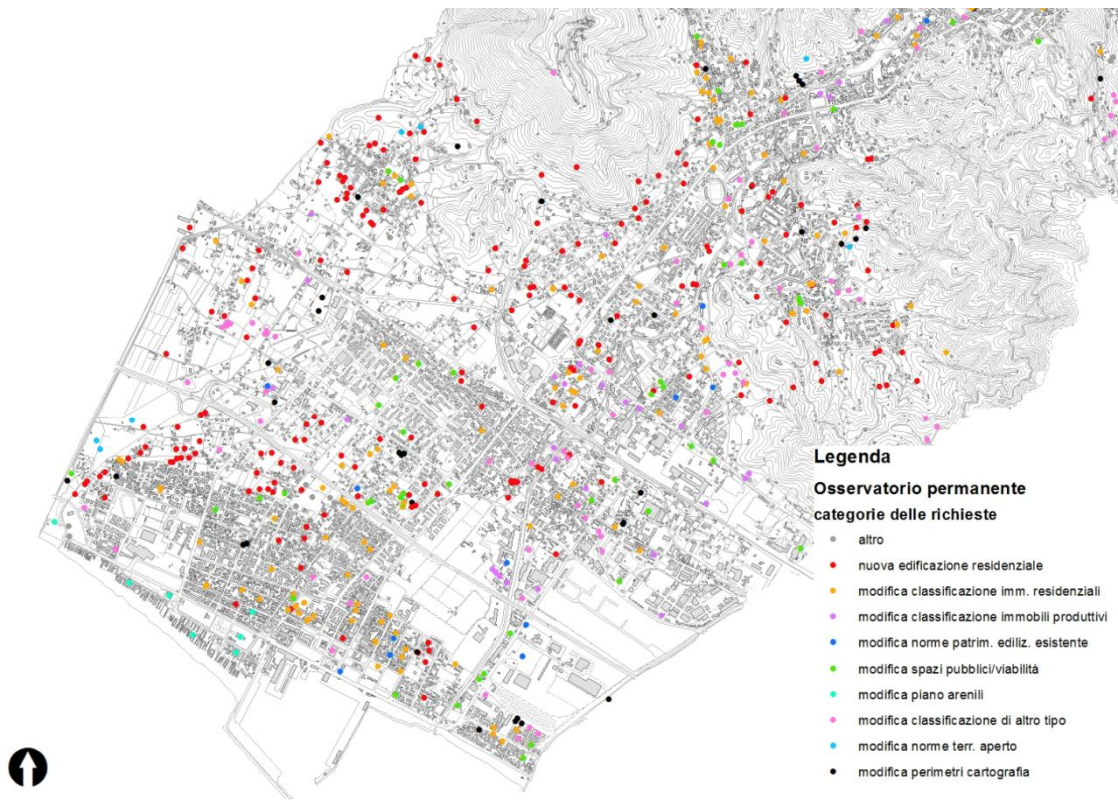 Legenda
Osservatorio permanente
categorie delle richieste
altro
nuova edificazione residenziale
modifica classificazione imm. residenziali
modifica classificazione immobili produttivi
modifica norme patrim. ediliz. esistente
modifica spazi pubblici/viabilità
modifica piano arenili
modifica classificazione di altro tipo
modifica norme terr. aperto
modifica perimetri cartografia